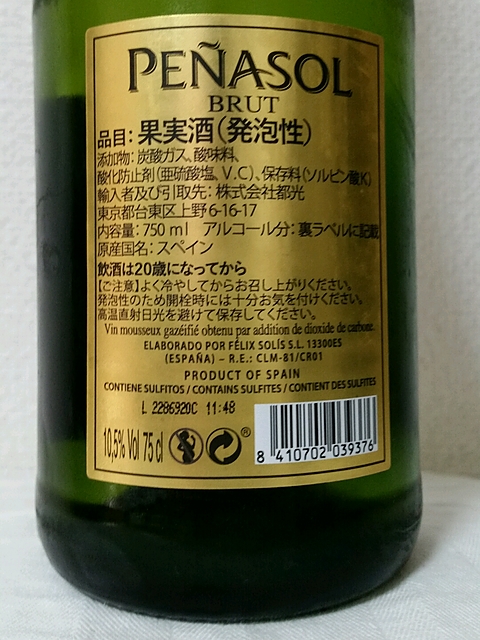 PEÑASOL
BRUT
品目：果実酒（発泡性）
添加物：炭酸ガス、酸味料、
酸化防止剤（亜硫酸塩、V.C）、保存料（ソルビン酸K）
輸入者及び引取先：株式会社都光
東京都台東区上野6-16-17
内容量：750ml アルコール分：裏ラベルに記載
原産国名：スペイン
飲酒は20歳になってから
【ご注意】よく冷やしてからお召し上がりください。
発泡性のため開栓時には十分お気を付けください。
高温直射日光を避けて保存してください。
Vin mousseux gazéifié obtenu par addition de dioxide de carbone.
ELABORADO POR FÉLIX SOLÍS S.L. 13300ES
(ESPAÑA) – R.E.: CLM-81/CR01
PRODUCT OF SPAIN
CONTIENE SULFITOS / CONTAINS SULFITES / CONTIENT DES SULFITES
L 2286920C 11:48
10,5% Vol 75 cl
®
8 410702 039376